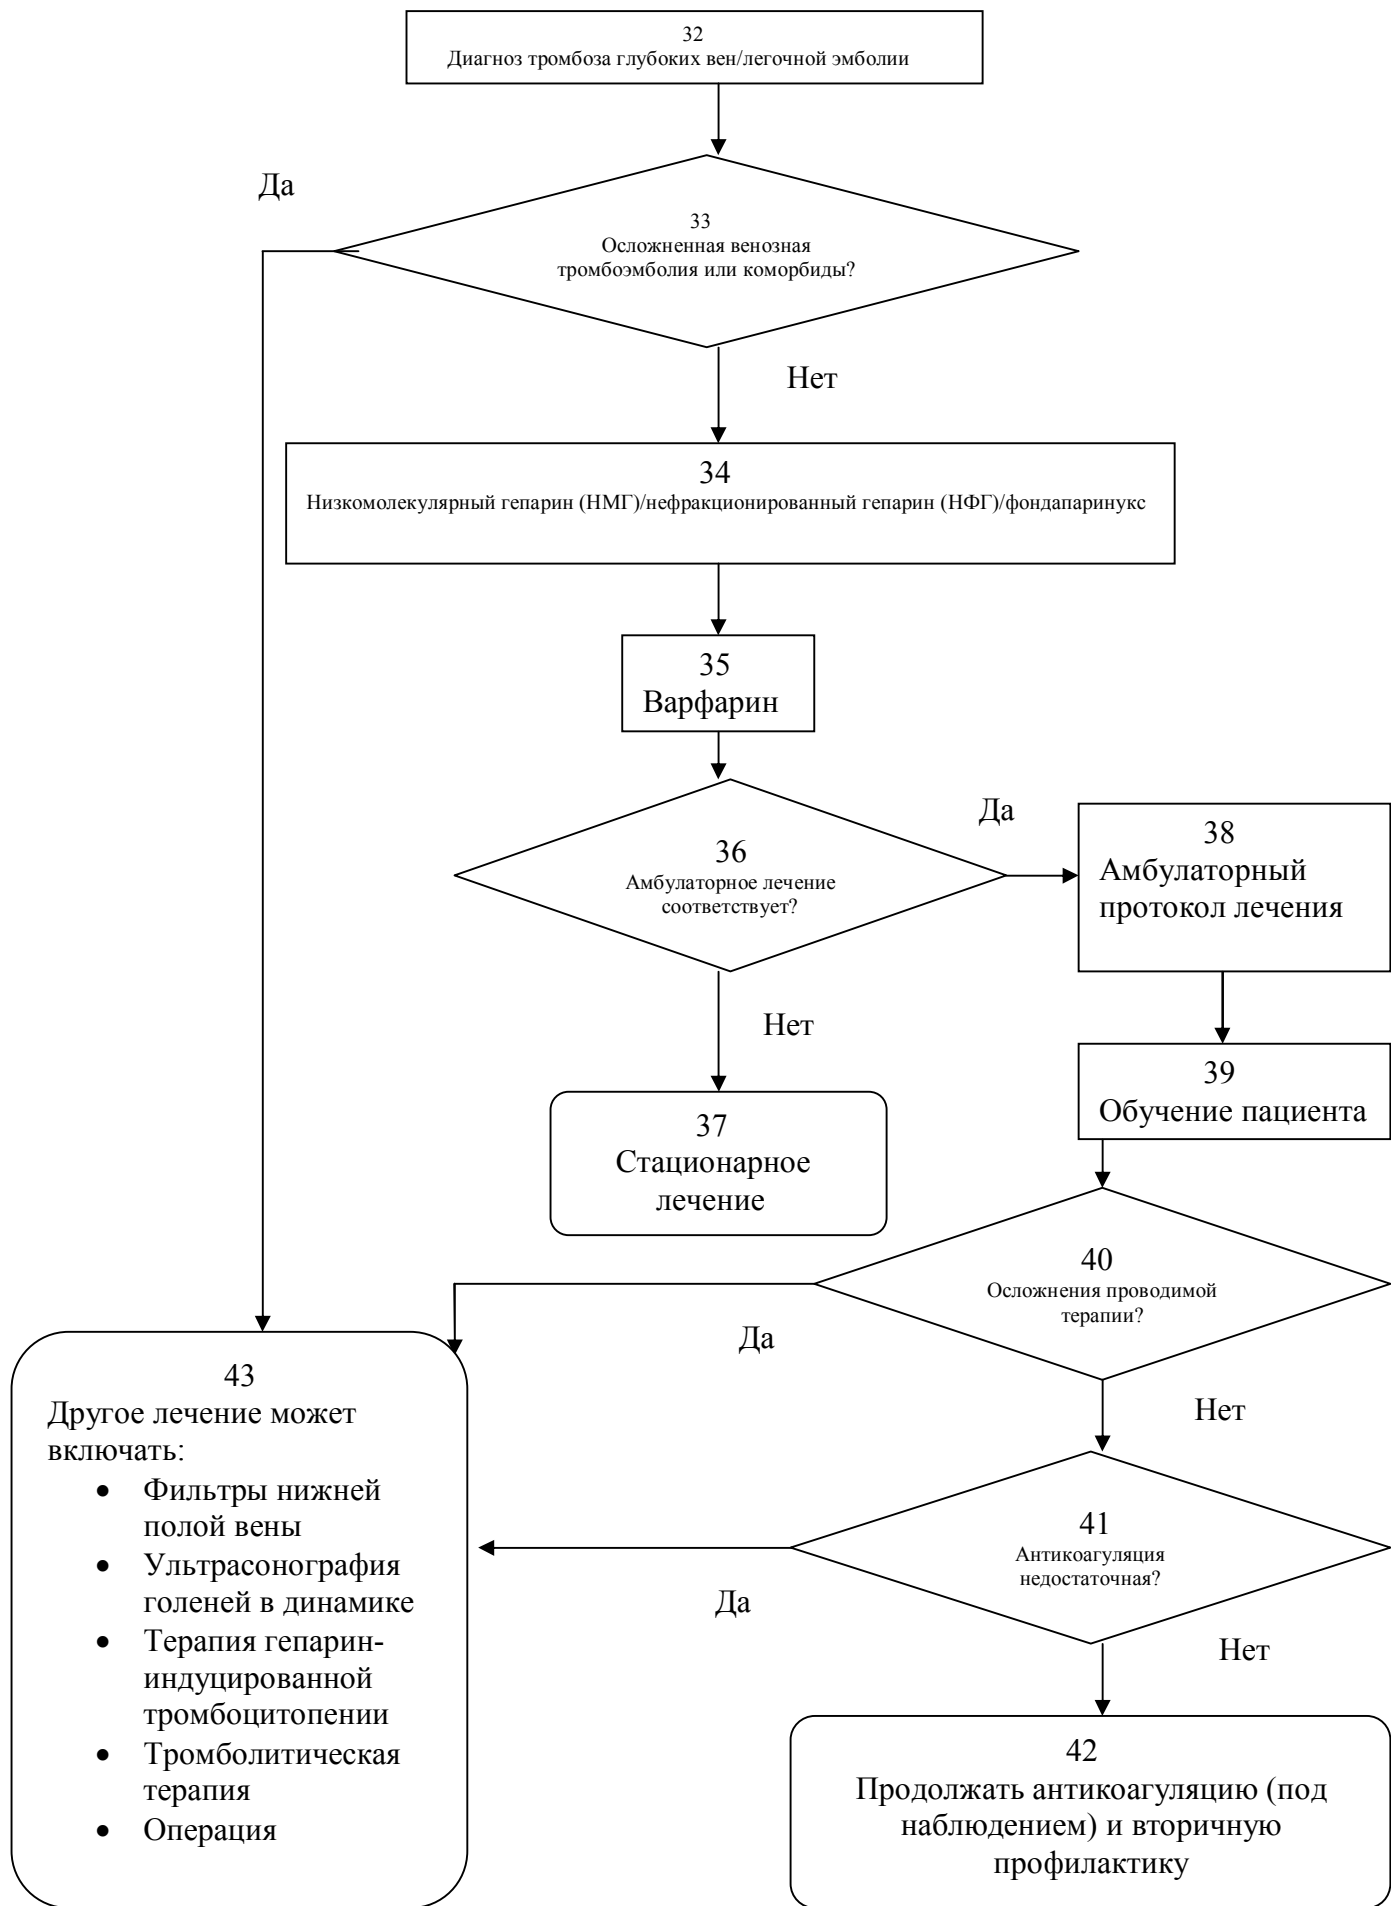 32
Диагноз тромбоза глубоких вен/легочной эмболии
Да
33
Осложненная венозная
тромбоэмболия или коморбиды?
Нет
34
Низкомолекулярный гепарин (НМГ)/нефракционированный гепарин (НФГ)/фондапаринукс
35
Варфарин
Да
36
Амбулаторное лечение
соответствует?
38
Амбулаторный
протокол лечения
Нет
39
Обучение пациента
37
Стационарное
лечение
40
Осложнения проводимой
терапии?
Да
Нет
43
Другое лечение может
включать:
• Фильтры нижней
полой вены
• Ультрасонография
голеней в динамике
• Терапия гепарин-
индуцированной
тромбоцитопении
• Тромболитическая
терапия
• Операция
41
Антикоагуляция
недостаточная?
Да
Нет
42
Продолжать антикоагуляцию (под
наблюдением) и вторичную
профилактику